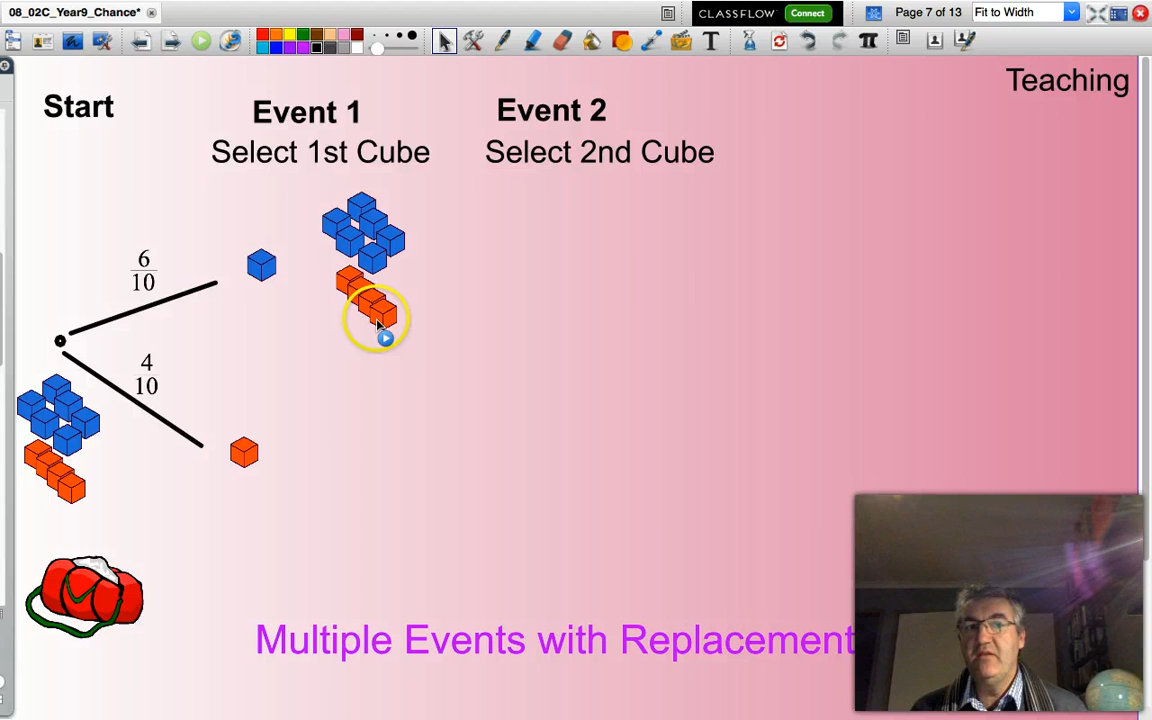 08_02C_Year9_Chance*
CLASSFLOW Connect
Page 7 of 13
Fit to Width
Teaching
Start
Event 1
Event 2
Select 1st Cube
Select 2nd Cube
6
10
4
10
Multiple Events with Replacement